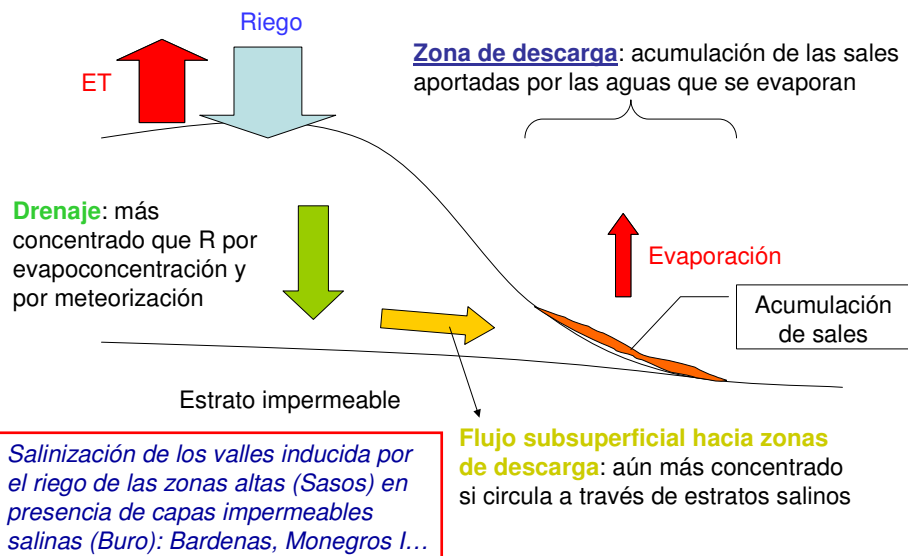 Riego
ET
Zona de descarga: acumulación de las sales
aportadas por las aguas que se evaporan
Drenaje: más
concentrado que R por
evapoconcentración y
por meteorización
Evaporación
Acumulación
de sales
Estrato impermeable
Flujo subsuperficial hacia zonas
de descarga: aún más concentrado
si circula a través de estratos salinos
Salinización de los valles inducida por
el riego de las zonas altas (Sasos) en
presencia de capas impermeables
salinas (Buro): Bardenas, Monegros I…